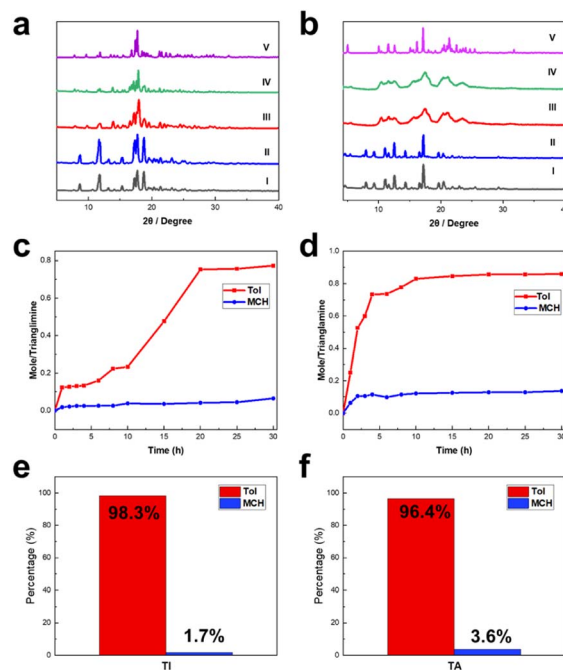 a
V
IV
III
II
I
10 20 30 40
2θ / Degree
b
V
IV
III
II
I
10 20 30 40
2θ / Degree
c
Mole/Trianglimine
0.8
0.6
0.4
0.2
0.0
Tol
MCH
0 5 10 15 20 25 30
Time (h)
d
Mole/Trianglamine
1.0
0.8
0.6
0.4
0.2
0.0
Tol
MCH
0 5 10 15 20 25 30
Time (h)
e
Percentage (%)
100
80
60
40
20
0
Tol
MCH
98.3%
1.7%
TI
f
Percentage (%)
100
80
60
40
20
0
Tol
MCH
96.4%
3.6%
TA